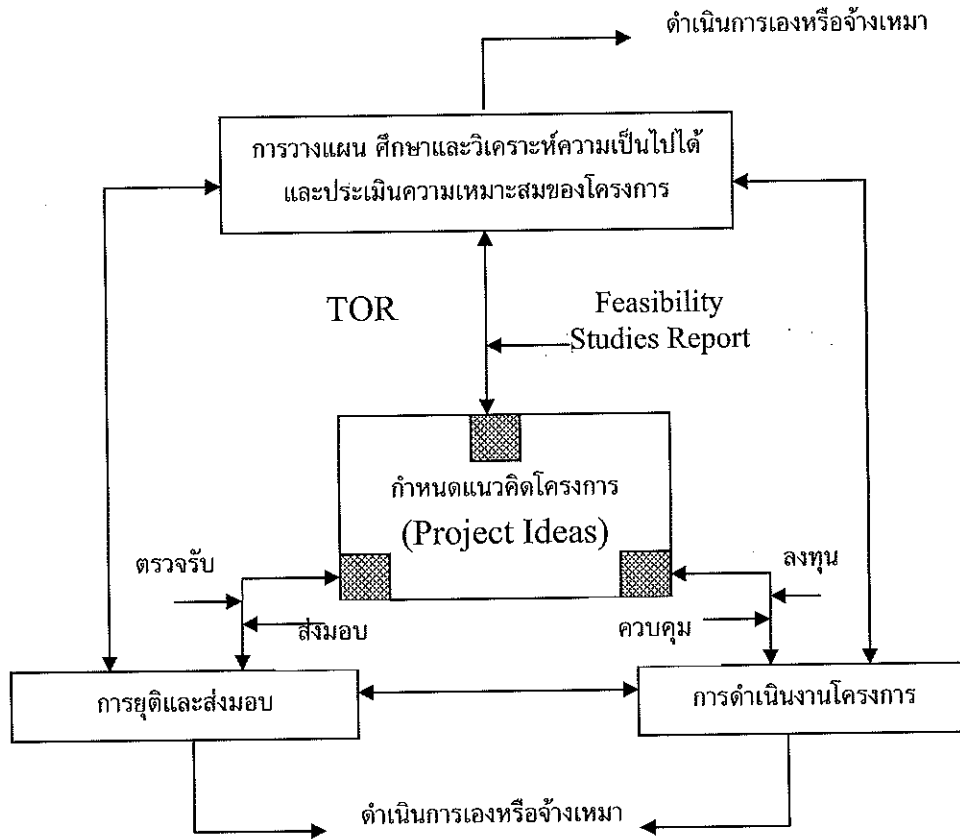 ดำเนินการเองหรือจ้างเหมา
การวางแผน ศึกษาและวิเคราะห์ความเป็นไปได้
และประเมินความเหมาะสมของโครงการ
TOR
Feasibility
Studies Report
กำหนดแนวคิดโครงการ
(Project Ideas)
ตรวจรับ
ลงทุน
ส่งมอบ
ควบคุม
การยุติและส่งมอบ
การดำเนินงานโครงการ
ดำเนินการเองหรือจ้างเหมา